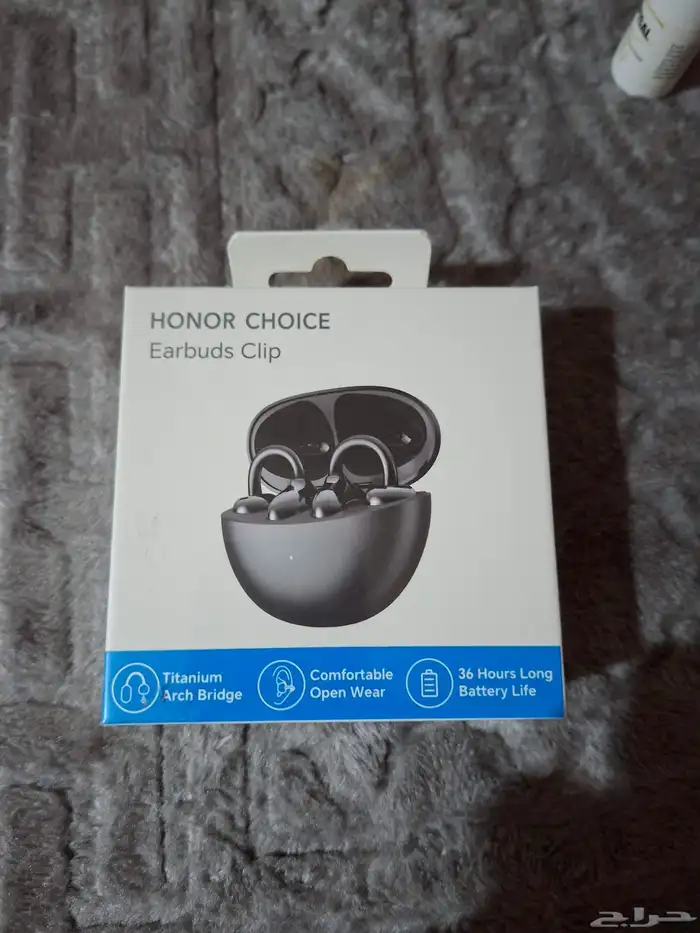 HONOR CHOICE
Earbuds Clip
Titanium
Arch Bridge
Comfortable
Open Wear
36 Hours Long
Battery Life
حراج